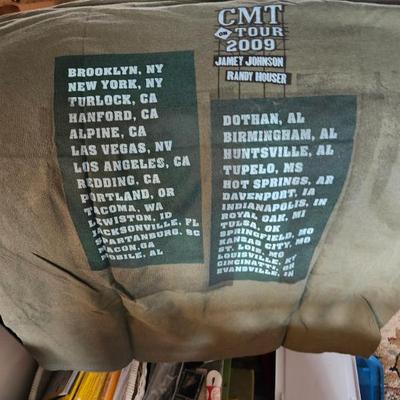 CMT
ON TOUR
2009
JAMEY JOHNSON
RANDY HOUSER
BROOKLYN, NY
NEW YORK, NY
TURLOCK, CA
HANFORD, CA
ALPINE, CA
LAS VEGAS, NV
LOS ANGELES, CA
REDDING, CA
PORTLAND, OR
TACOMA, WA
LEWISTON, ID
JACKSONVILLE, FL
SPARTANBURG, SC
MACON, GA
MOBILE, AL
DOTHAN, AL
BIRMINGHAM, AL
HUNTSVILLE, AL
TUPELO, MS
HOT SPRINGS, AR
DAVENPORT, IA
INDIANAPOLIS, IN
ROYAL OAK, MI
TULSA, OK
SPRINGFIELD, MO
KANSAS CITY, MO
ST. LOIS, MO
LOUISVILLE, KY
CINCINATTI, OH
EVANSVILLE, IN